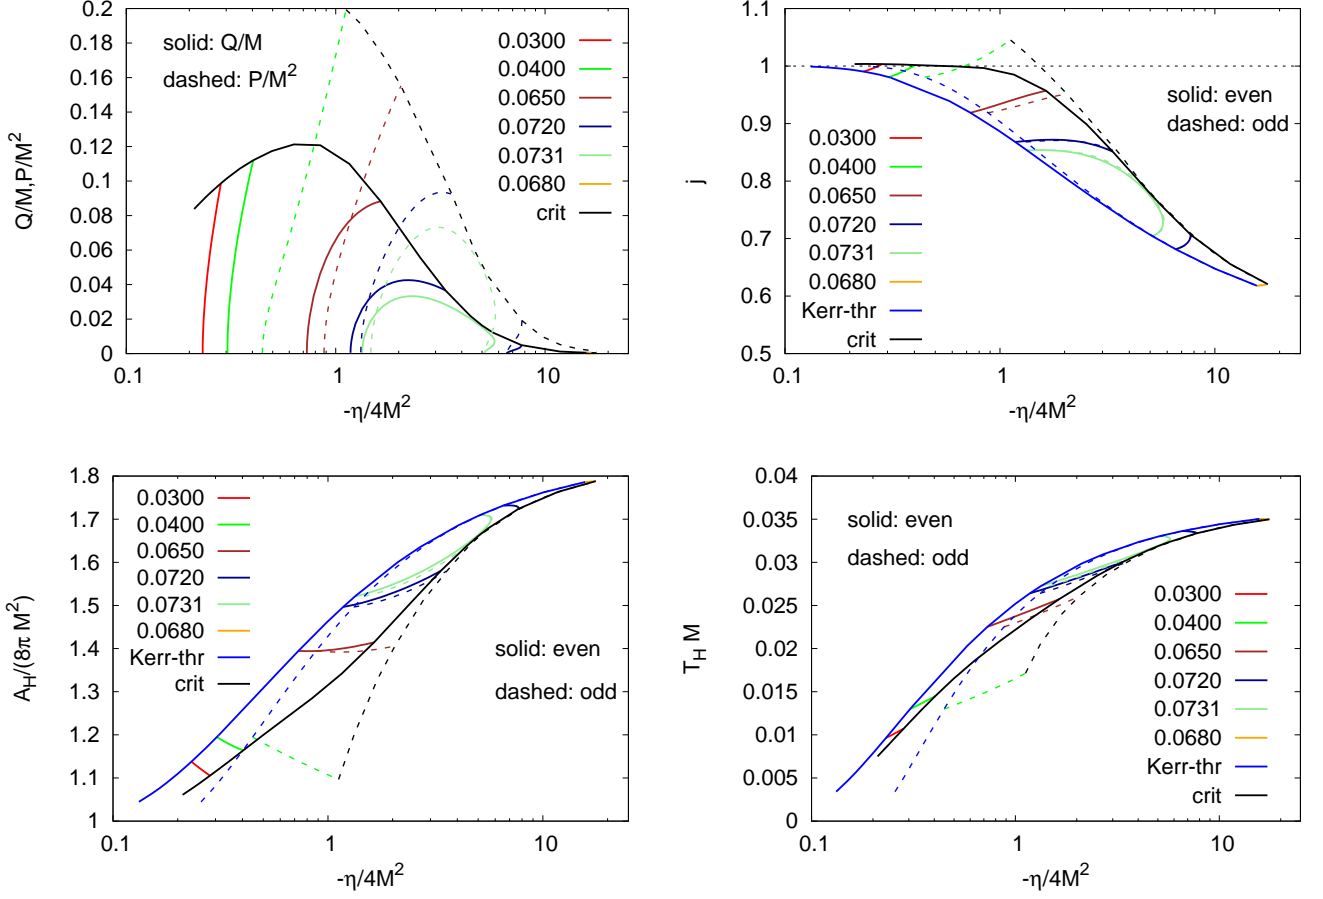 0.2
0.18
0.16
0.14
0.12
0.1
0.08
0.06
0.04
0.02
0
Q/M,P/M²
solid: Q/M
dashed: P/M²
0.0300
0.0400
0.0650
0.0720
0.0731
0.0680
crit
0.1 1 10
-η/4M²
1.1
1
0.9
0.8
0.7
0.6
0.5
j
solid: even
dashed: odd
0.0300
0.0400
0.0650
0.0720
0.0731
0.0680
Kerr-thr
crit
0.1 1 10
-η/4M²
1.8
1.7
1.6
1.5
1.4
1.3
1.2
1.1
1
A_H/(8π M²)
0.0300
0.0400
0.0650
0.0720
0.0731
0.0680
Kerr-thr
crit
solid: even
dashed: odd
0.1 1 10
-η/4M²
0.04
0.035
0.03
0.025
0.02
0.015
0.01
0.005
0
T_H M
solid: even
dashed: odd
0.0300
0.0400
0.0650
0.0720
0.0731
0.0680
Kerr-thr
crit
0.1 1 10
-η/4M²